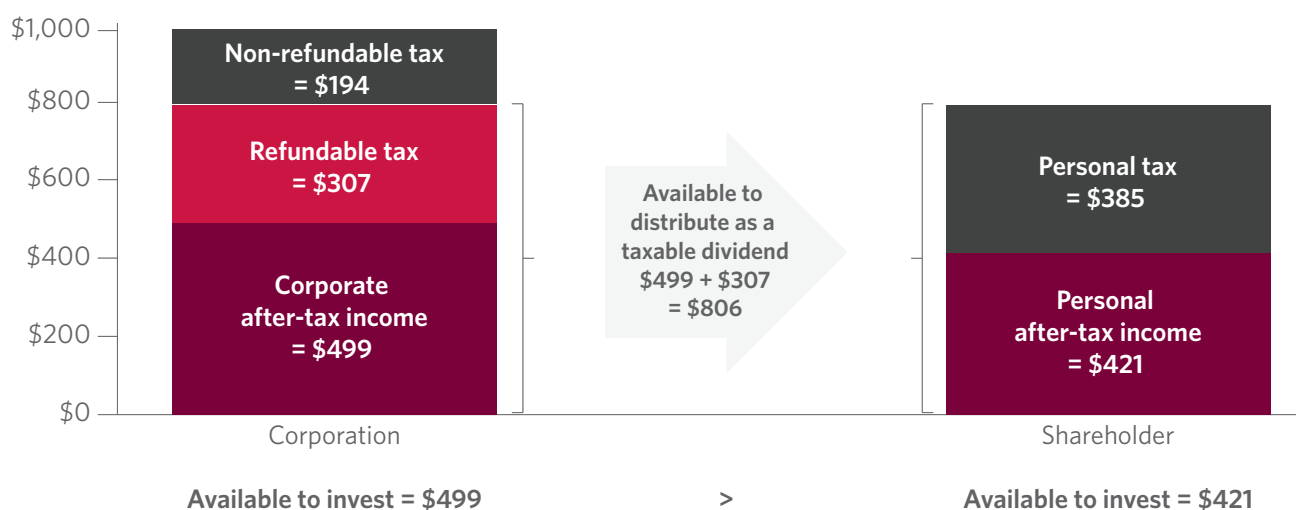 $1,000
$800
$600
$400
$200
$0
Non-refundable tax
= $194
Refundable tax
= $307
Corporate
after-tax income
= $499
Available to
distribute as a
taxable dividend
$499 + $307
= $806
Personal tax
= $385
Personal
after-tax income
= $421
Corporation
Shareholder
Available to invest = $499
>
Available to invest = $421